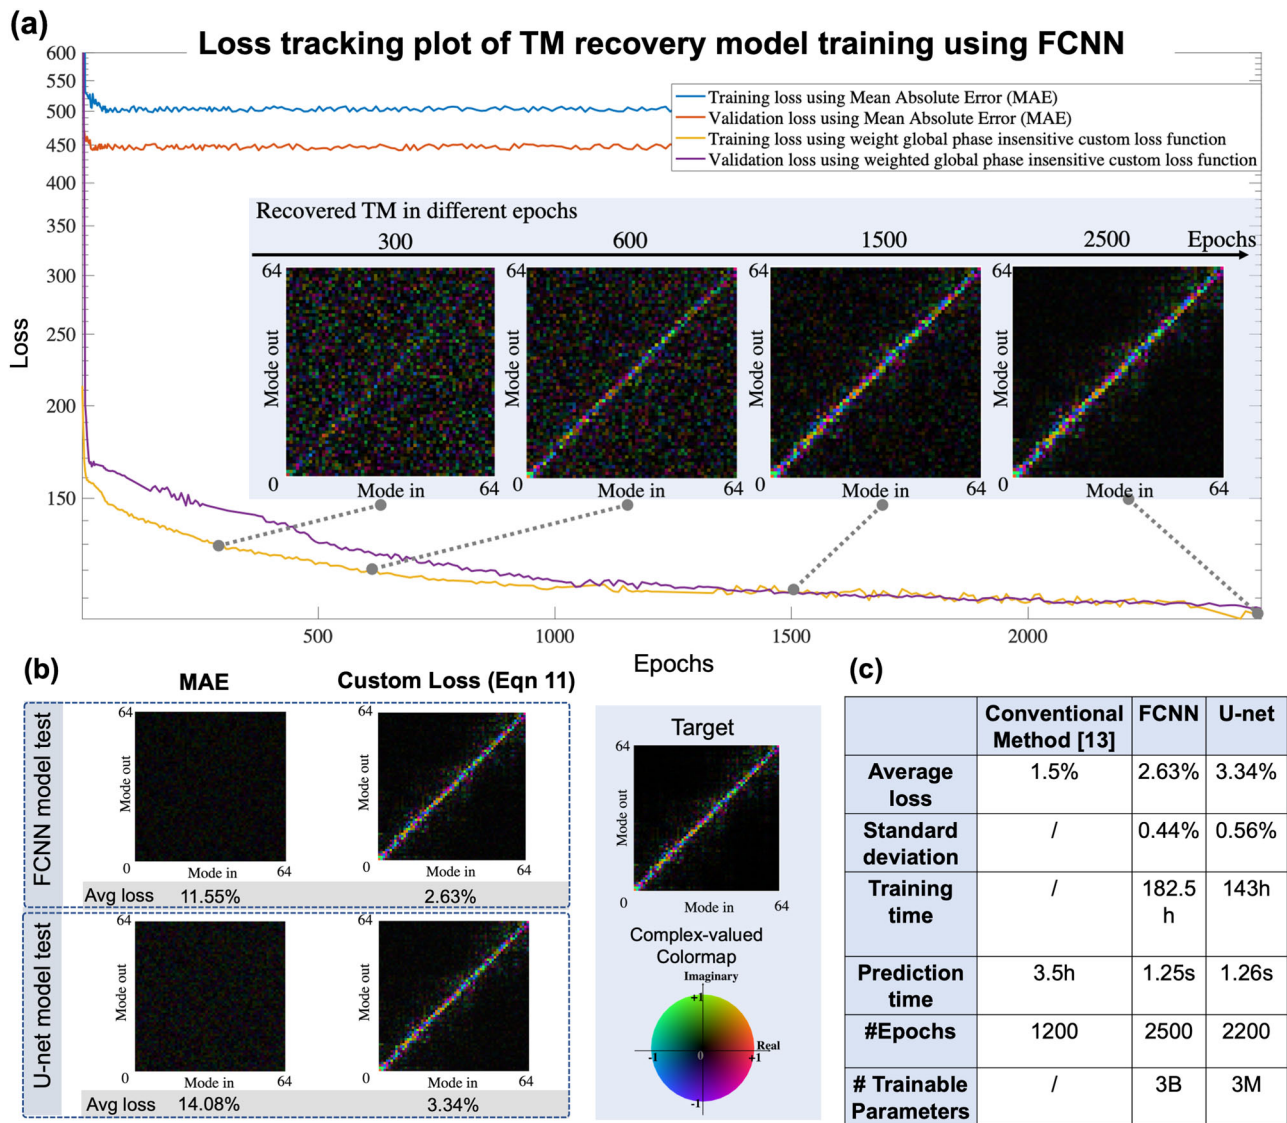 (a)
Loss tracking plot of TM recovery model training using FCNN
600
550
500
450
400
350
300
250
200
150
Loss
Training loss using Mean Absolute Error (MAE)
Validation loss using Mean Absolute Error (MAE)
Training loss using weight global phase insensitive custom loss function
Validation loss using weighted global phase insensitive custom loss function
Recovered TM in different epochs
300 600 1500 2500 Epochs
64 64 64 64
Mode out Mode out Mode out Mode out
0 Mode in 64 0 Mode in 64 0 Mode in 64 0 Mode in 64
500 1000 1500 2000
Epochs
(b)
MAE Custom Loss (Eqn 11)
FCNN model test
64 64
Mode out Mode out
0 Mode in 64 0 Mode in 64
Avg loss 11.55% 2.63%
U-net model test
64 64
Mode out Mode out
0 Mode in 64 0 Mode in 64
Avg loss 14.08% 3.34%
Target
64
Mode out
0 Mode in 64
Complex-valued
Colormap
Imaginary
+1
Real
-1 0 +1
-1
(c)
Conventional FCNN U-net
Method [13]
Average 1.5% 2.63% 3.34%
loss
Standard / 0.44% 0.56%
deviation
Training / 182.5 143h
time h
Prediction 3.5h 1.25s 1.26s
time
#Epochs 1200 2500 2200
# Trainable / 3B 3M
Parameters